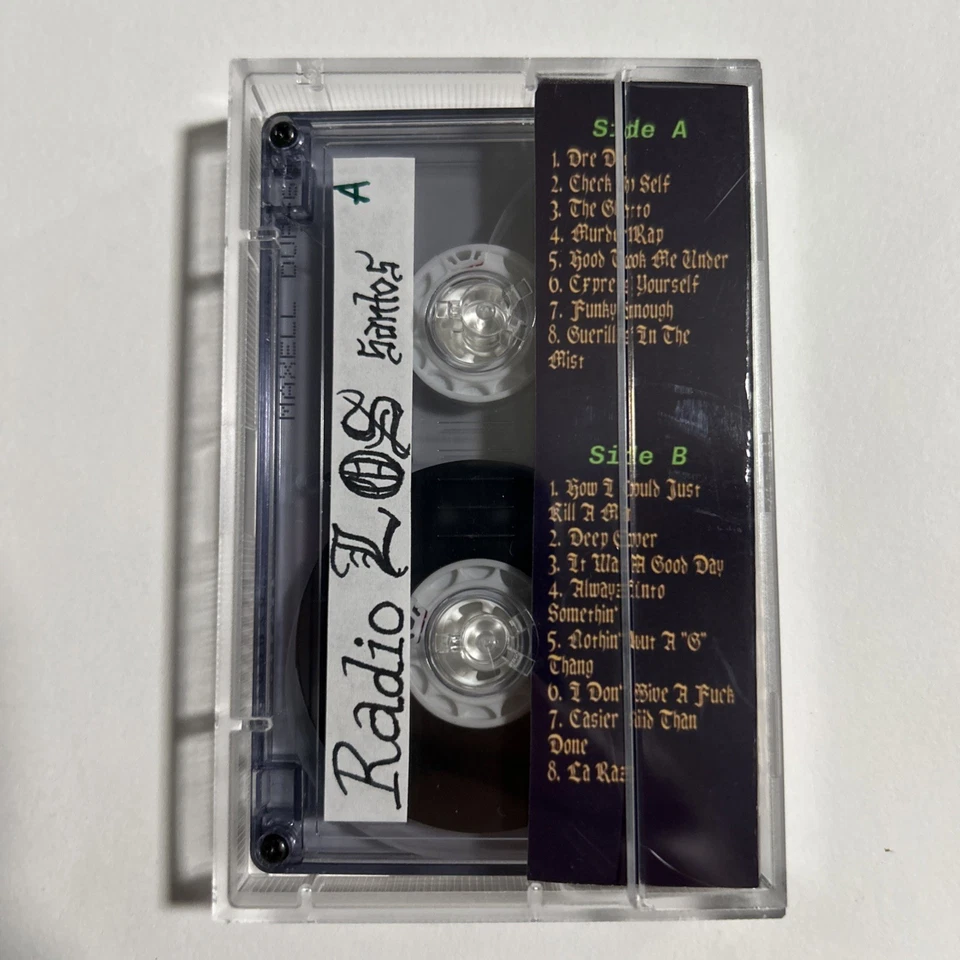 A
Radio LOS Santos
MAXELL
Side A
1. Dre Day
2. Check Yo Self
3. The Ghetto
4. Murder Rap
5. Hood Took Me Under
6. Express Yourself
7. Funky Enough
8. Guerillas In The
Mist
Side B
1. How I Could Just
Kill A Man
2. Deep Cover
3. It Was A Good Day
4. Alwayz Into
Somethin'
5. Nothin' But A "G"
Thang
6. I Don't Give A Fuck
7. Easier Said Than
Done
8. La Raza